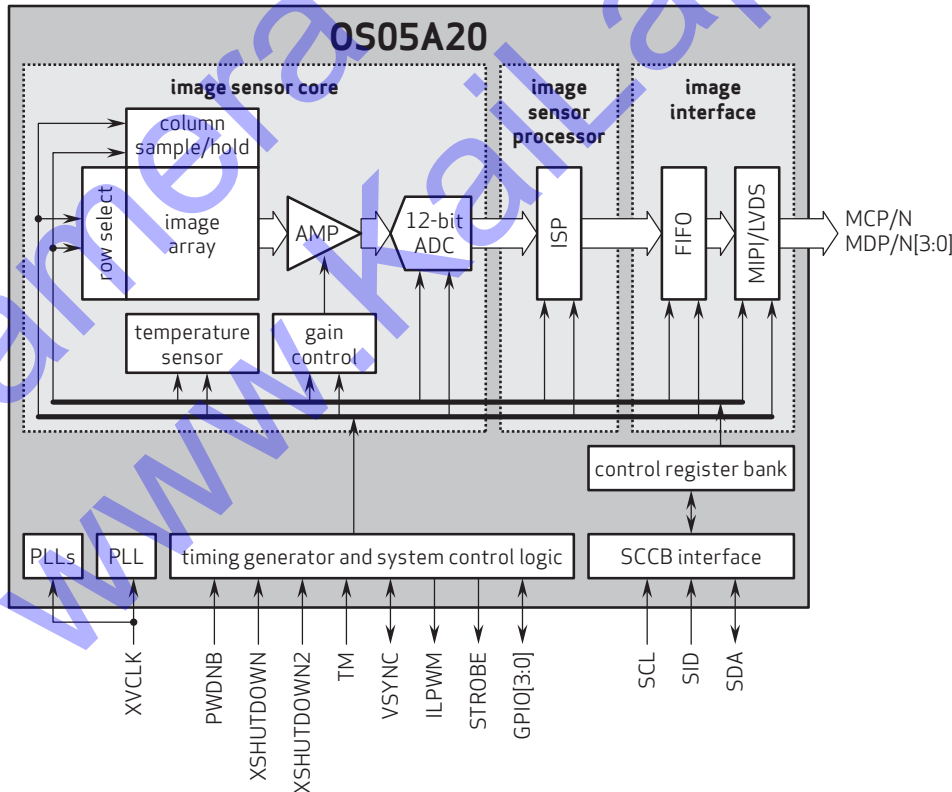 OS05A20
image sensor core
image
sensor
processor
image
interface
column
sample/hold
row select
image
array
AMP
12-bit
ADC
ISP
FIFO
MIPI/LVDS
MCP/N
MDP/N[3:0]
temperature
sensor
gain
control
control register bank
PLLs
PLL
timing generator and system control logic
SCCB interface
XVCLK
PWDNB
XSHUTDOWN
XSHUTDOWN2
TM
VSYNC
ILPWM
STROBE
GPIO[3:0]
SCL
SID
SDA